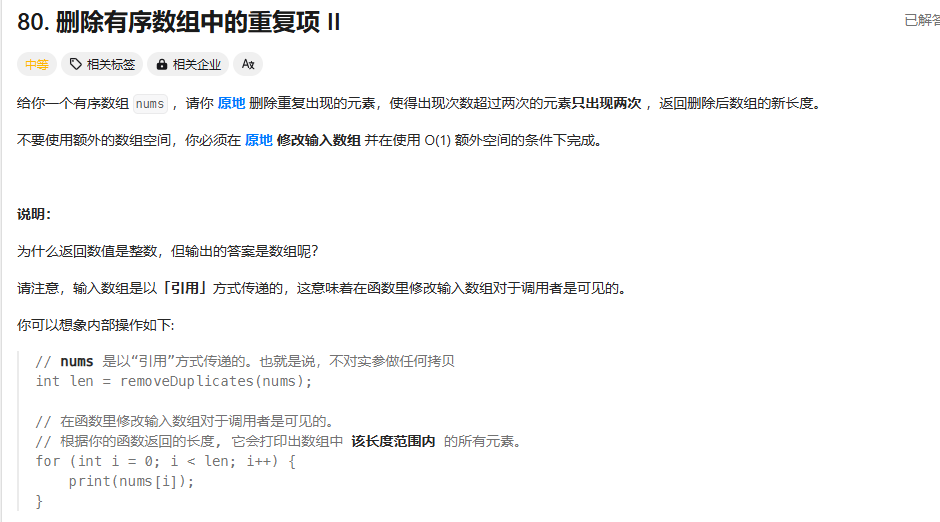 80. 删除有序数组中的重复项 II
已解答
中等 相关标签 相关企业 Aあ
给你一个有序数组 nums ，请你 原地 删除重复出现的元素，使得出现次数超过两次的元素只出现两次 ，返回删除后数组的新长度。
不要使用额外的数组空间，你必须在 原地 修改输入数组 并在使用 O(1) 额外空间的条件下完成。
说明：
为什么返回数值是整数，但输出的答案是数组呢？
请注意，输入数组是以「引用」方式传递的，这意味着在函数里修改输入数组对于调用者是可见的。
你可以想象内部操作如下:
// nums 是以“引用”方式传递的。也就是说，不对实参做任何拷贝
int len = removeDuplicates(nums);
// 在函数里修改输入数组对于调用者是可见的。
// 根据你的函数返回的长度, 它会打印出数组中 该长度范围内 的所有元素。
for (int i = 0; i < len; i++) {
    print(nums[i]);
}